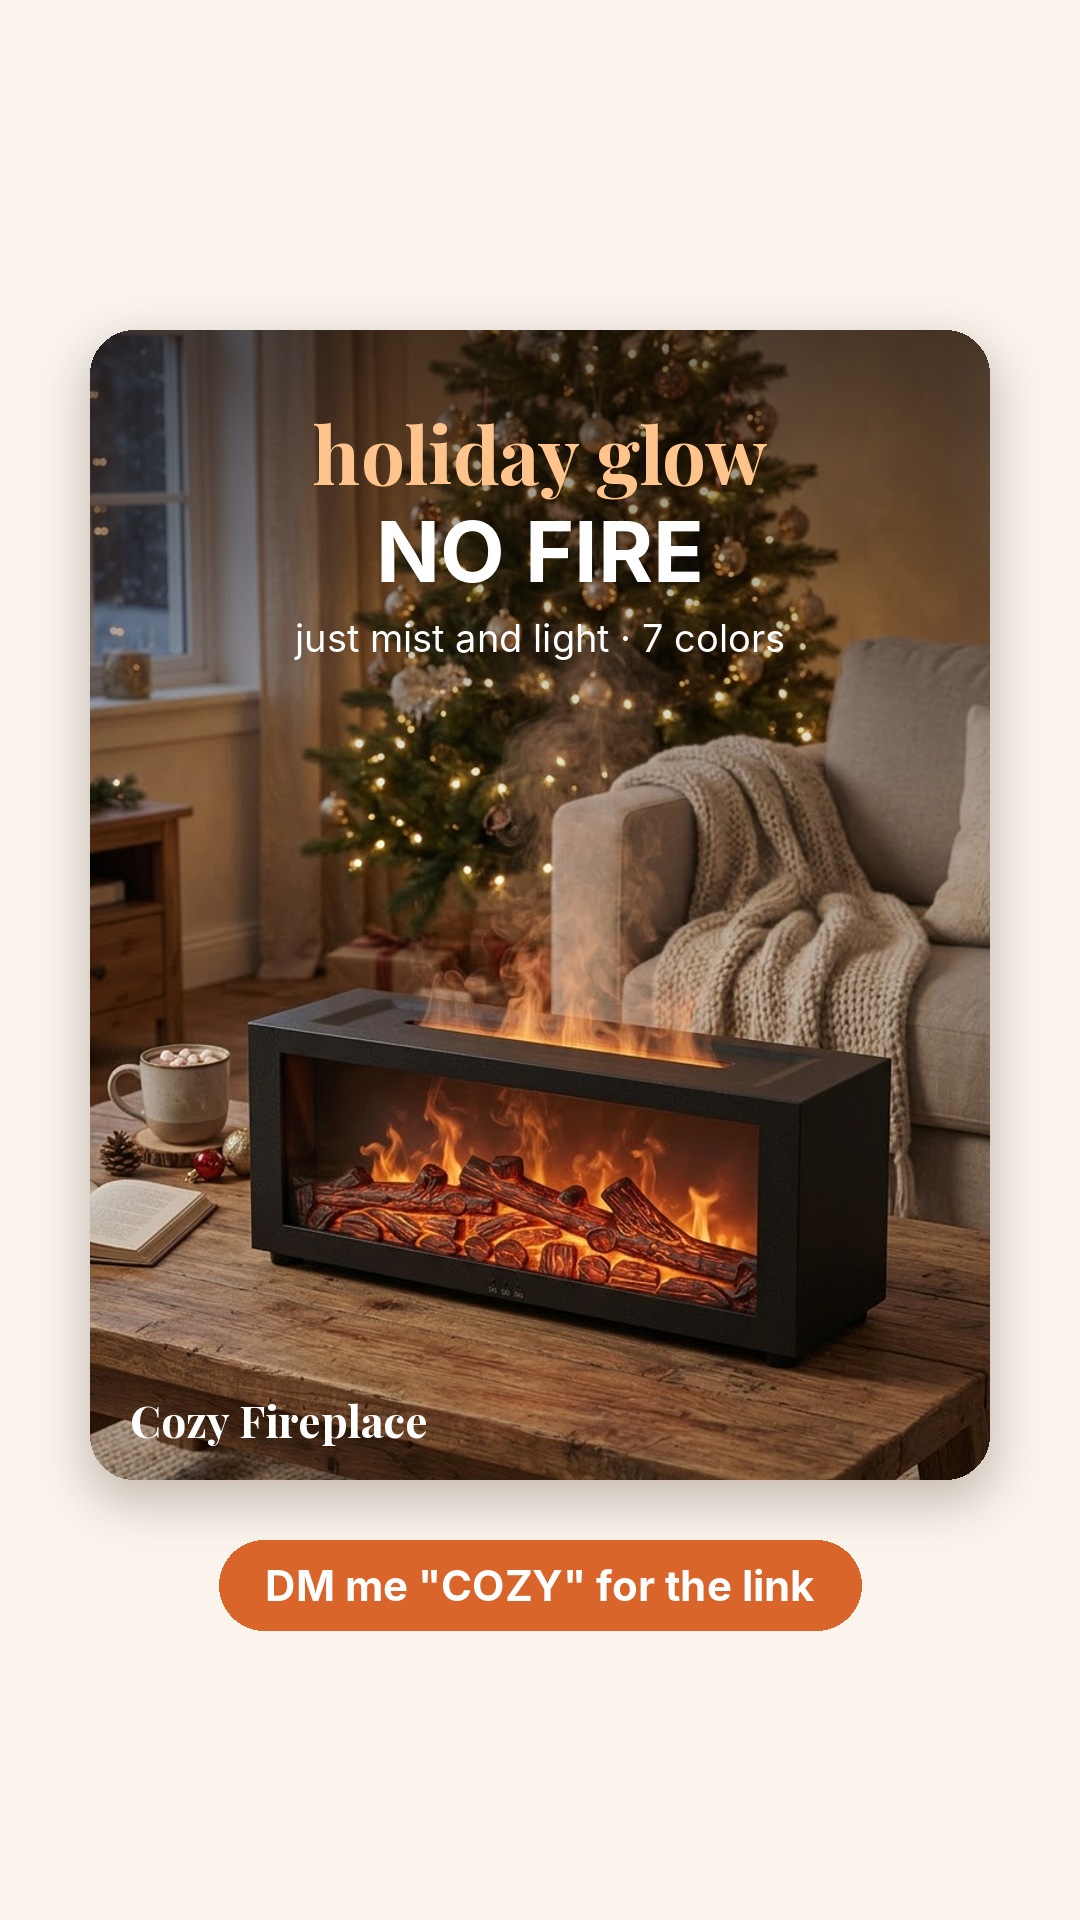 holiday glow
NO FIRE
just mist and light · 7 colors
Cozy Fireplace
DM me "COZY" for the link